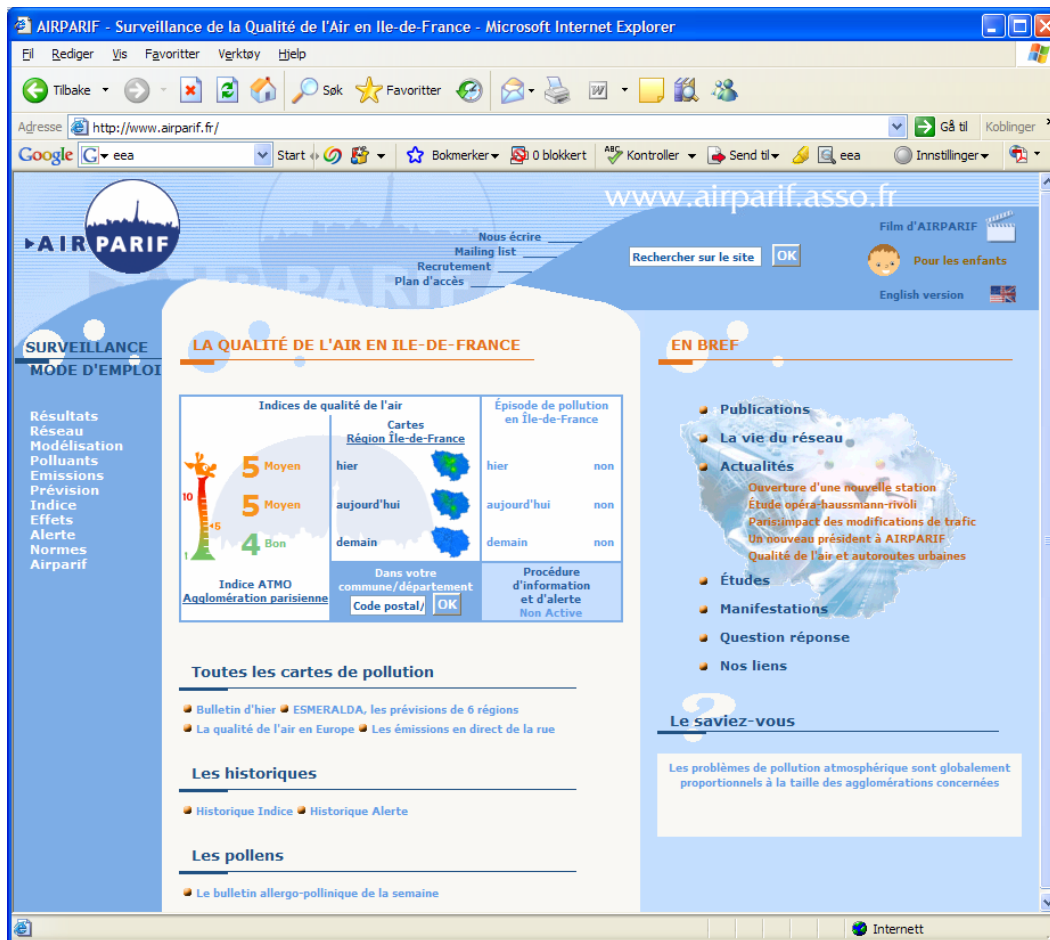 AIRPARIF - Surveillance de la Qualité de l'Air en Ile-de-France - Microsoft Internet Explorer
Fil Rediger Vis Favoritter Verktøy Hjelp
Tilbake Søk Favoritter
Adresse http://www.airparif.fr/ Gå til Koblinger
Google G eea Start Bokmerker 0 blokkert ABC Kontroller Send til eea Innstillinger
www.airparif.asso.fr
AIRPARIF
AIRPARIF
Nous écrire
Mailing list
Recrutement
Plan d'accès
Rechercher sur le site OK
Film d'AIRPARIF
Pour les enfants
English version
SURVEILLANCE
MODE D'EMPLOI
Résultats
Réseau
Modélisation
Polluants
Emissions
Prévision
Indice
Effets
Alerte
Normes
Airparif
LA QUALITÉ DE L'AIR EN ILE-DE-FRANCE
Indices de qualité de l'air
Cartes
Région Île-de-France
Épisode de pollution
en Île-de-France
5 Moyen hier hier non
10
5 Moyen aujourd'hui aujourd'hui non
5
4 Bon demain demain non
1
Indice ATMO
Agglomération parisienne
Dans votre
commune/département
Code postal/ OK
Procédure
d'information
et d'alerte
Non Active
Toutes les cartes de pollution
Bulletin d'hier ESMERALDA, les prévisions de 6 régions
La qualité de l'air en Europe Les émissions en direct de la rue
Les historiques
Historique Indice Historique Alerte
Les pollens
Le bulletin allergo-pollinique de la semaine
EN BREF
Publications
La vie du réseau
Actualités
Ouverture d'une nouvelle station
Étude opéra-haussmann-rivoli
Paris:impact des modifications de trafic
Un nouveau président à AIRPARIF
Qualité de l'air et autoroutes urbaines
Études
Manifestations
Question réponse
Nos liens
?
Le saviez-vous
Les problèmes de pollution atmosphérique sont globalement
proportionnels à la taille des agglomérations concernées
Internett